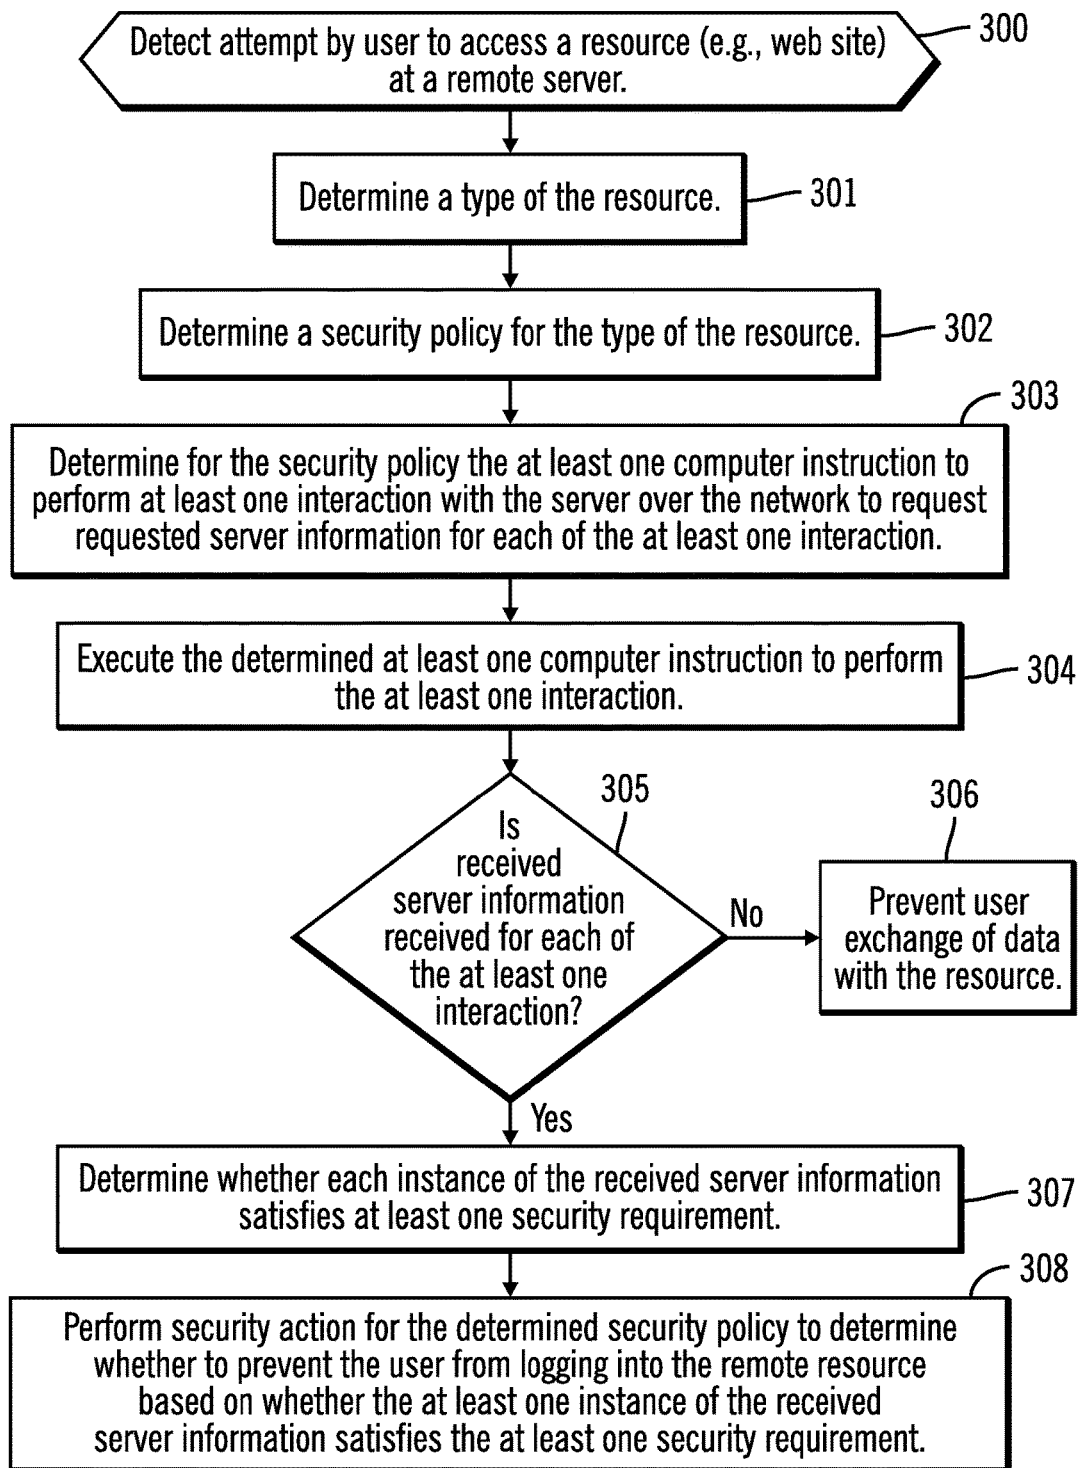 Detect attempt by user to access a resource (e.g., web site)
at a remote server.
300
Determine a type of the resource.
301
Determine a security policy for the type of the resource.
302
303
Determine for the security policy the at least one computer instruction to
perform at least one interaction with the server over the network to request
requested server information for each of the at least one interaction.
Execute the determined at least one computer instruction to perform
the at least one interaction.
304
305
Is
received
server information
received for each of
the at least one
interaction?
No
306
Prevent user
exchange of data
with the resource.
Yes
Determine whether each instance of the received server information
satisfies at least one security requirement.
307
308
Perform security action for the determined security policy to determine
whether to prevent the user from logging into the remote resource
based on whether the at least one instance of the received
server information satisfies the at least one security requirement.